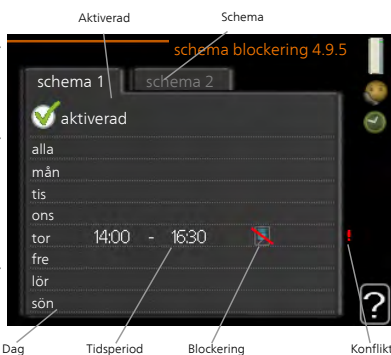 Aktiverad Schema
schema blockering 4.9.5
schema 1 schema 2
aktiverad
alla
mån
tis
ons
tor 14:00 - 16:30 !
fre
lör
sön
?
Dag Tidsperiod Blockering Konflikt